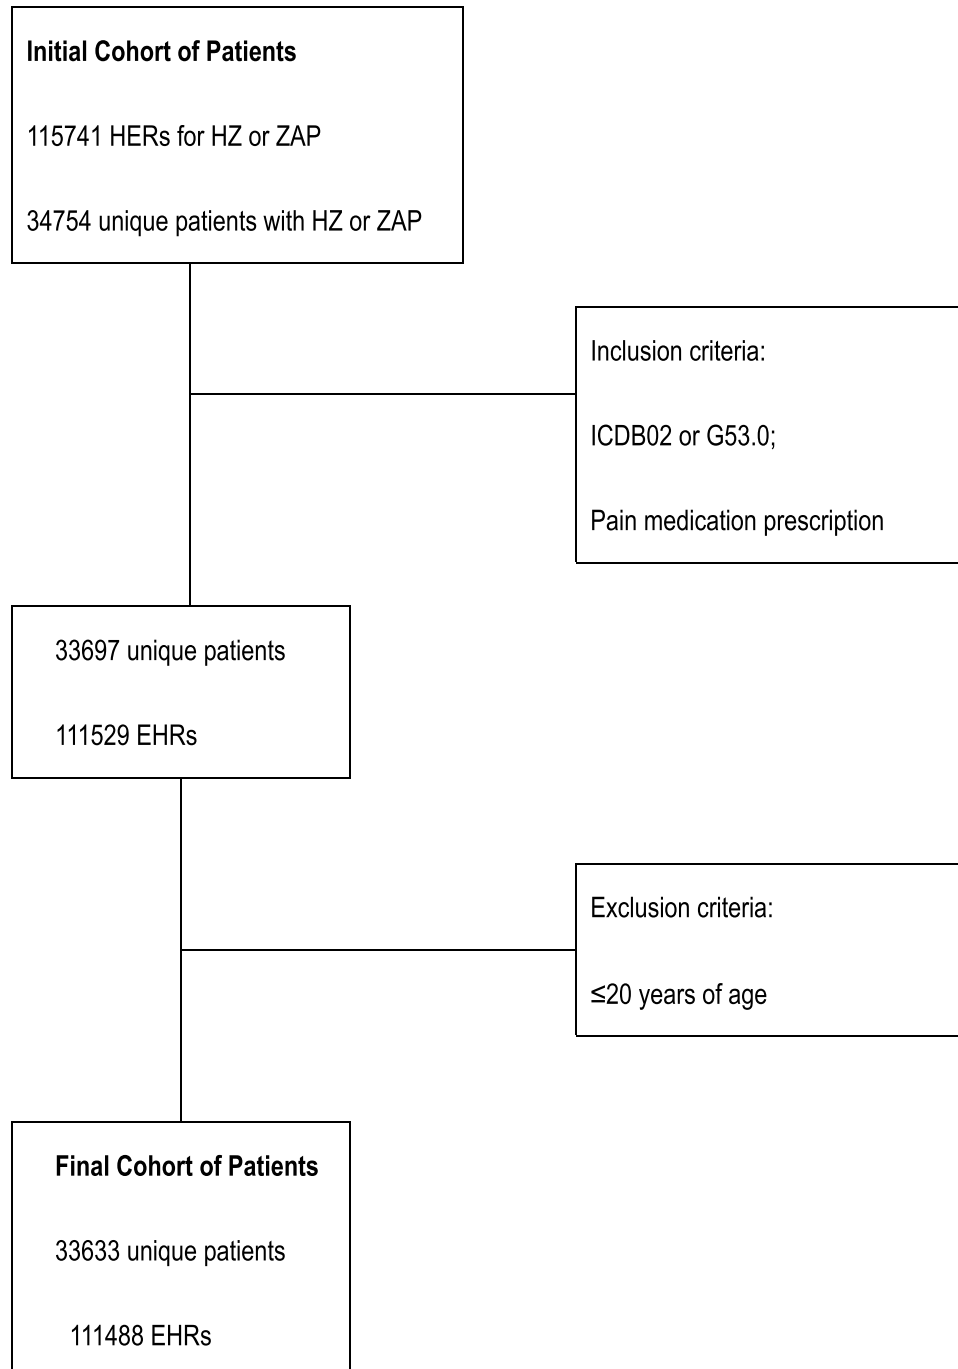 Initial Cohort of Patients
115741 HERs for HZ or ZAP
34754 unique patients with HZ or ZAP
Inclusion criteria:
ICDB02 or G53.0;
Pain medication prescription
33697 unique patients
111529 EHRs
Exclusion criteria:
≤20 years of age
Final Cohort of Patients
33633 unique patients
111488 EHRs